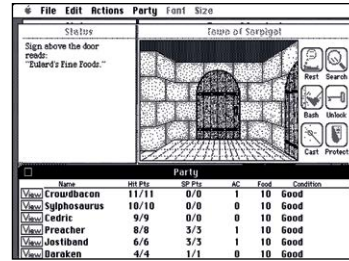 File Edit Actions Party Font Size
Status
Town of Sorpigal
Sign above the door
reads:
"Eulard's Fine Foods."
Rest Search
Bash Unlock
Cast Protect
Party
Name Hit Pts SP Pts AC Food Condition
View Crowdbacon 11/11 0/0 1 10 Good
View Sylphosaurus 10/10 0/0 0 10 Good
View Cedric 9/9 0/0 0 10 Good
View Preacher 8/8 3/3 1 10 Good
View Jostiband 6/6 3/3 1 10 Good
View Daraken 4/4 1/1 0 10 Good